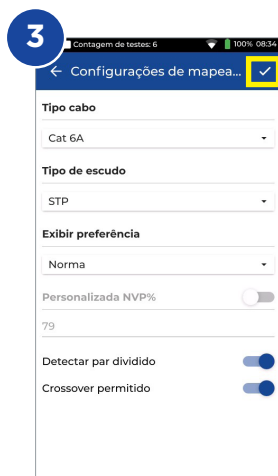 3
Contagem de testes: 6 100% 08:34
Configurações de mapea...
Tipo cabo
Cat 6A
Tipo de escudo
STP
Exibir preferência
Norma
Personalizada NVP%
79
Detectar par dividido
Crossover permitido